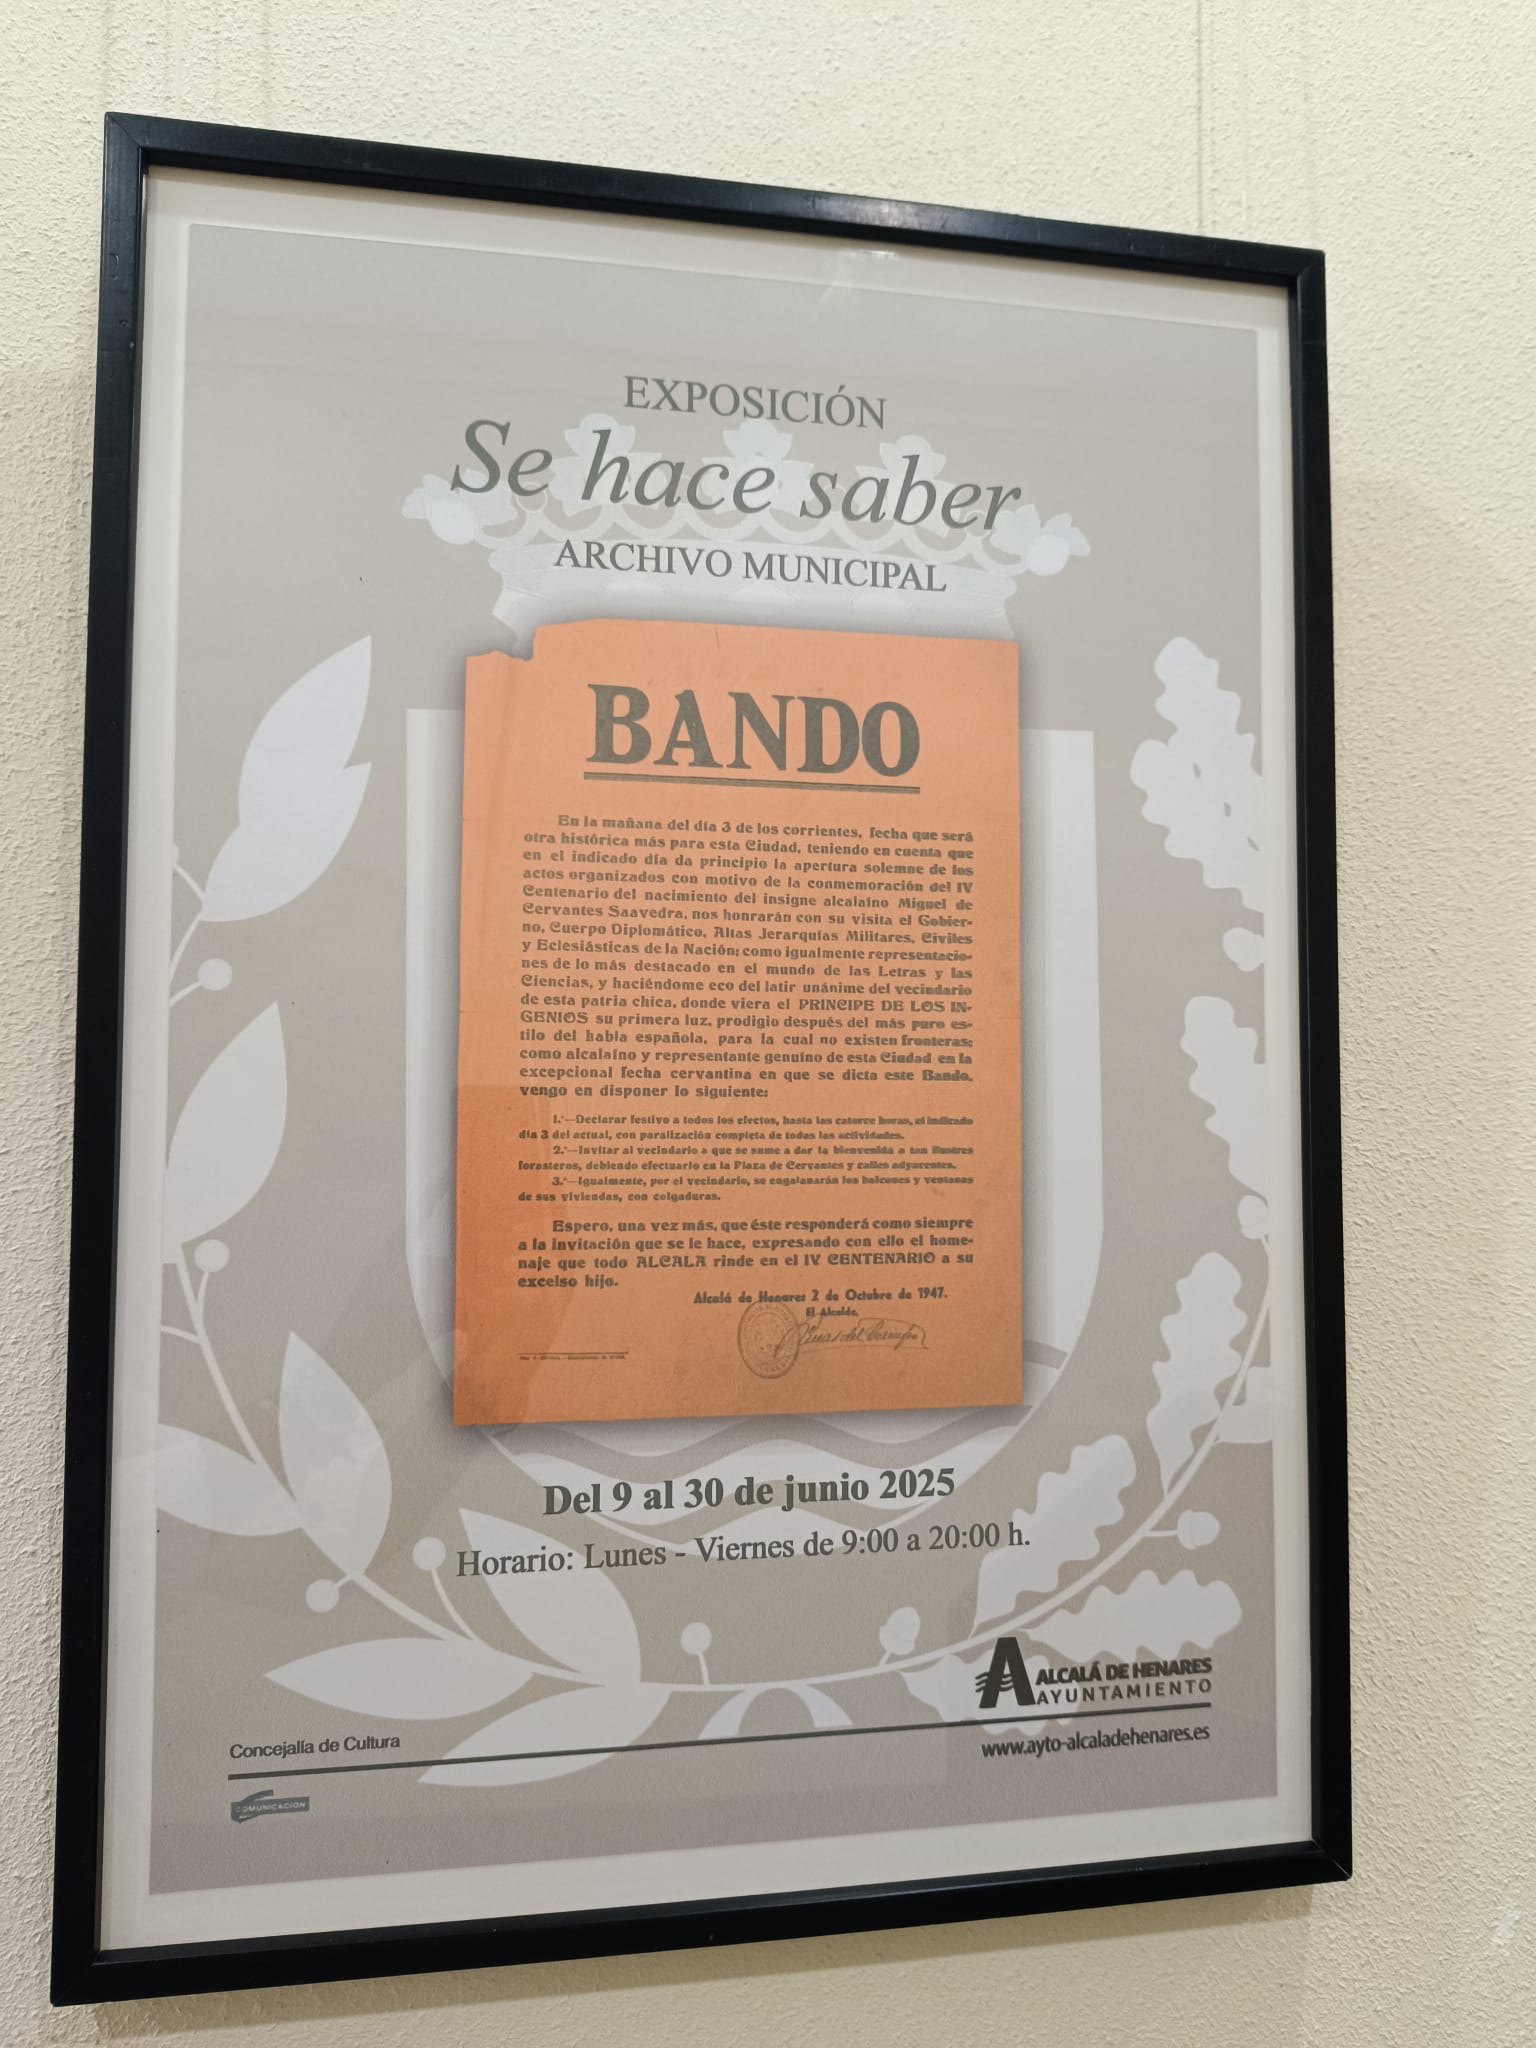 EXPOSICIÓN
Se hace saber
ARCHIVO MUNICIPAL
BANDO
En la mañana del día 3 de los corrientes, fecha que será
otra histórica más para esta Ciudad, teniendo en cuenta que
en el indicado día da principio la apertura solemne de los
actos organizados con motivo de la conmemoración del IV
Centenario del nacimiento del insigne alcalaíno Miguel de
Cervantes Saavedra, nos honrarán con su visita el Gobier-
no, Cuerpo Diplomático, Altas Jerarquías Militares, Civiles
y Eclesiásticas de la Nación; como igualmente representacio-
nes de lo más destacado en el mundo de las Letras y las
Ciencias, y haciéndome eco del latir unánime del vecindario
de esta patria chica, donde viera el PRINCIPE DE LOS IN-
GENIOS su primera luz, prodigio después del más puro es-
tilo del habla española, para la cual no existen fronteras;
como alcalaíno y representante genuíno de esta Ciudad en la
excepcional fecha cervantina en que se dicta este Bando,
vengo en disponer lo siguiente:
1.°—Declarar festivo a todos los efectos, hasta las catorce horas, el indicado
día 3 del actual, con paralización completa de todas las actividades.
2.°—Invitar al vecindario a que se sume a dar la bienvenida a tan ilustres
forasteros, debiendo efectuarlo en la Plaza de Cervantes y calles adyacentes.
3.°—Igualmente, por el vecindario, se engalanarán los balcones y ventanas
de sus viviendas, con colgaduras.
Espero, una vez más, que éste responderá como siempre
a la invitación que se le hace, expresando con ello el home-
naje que todo ALCALA rinde en el IV CENTENARIO a su
excelso hijo.
Alcalá de Henares 2 de Octubre de 1947.
El Alcalde,
Del 9 al 30 de junio 2025
Horario: Lunes - Viernes de 9:00 a 20:00 h.
ALCALÁ DE HENARES
AYUNTAMIENTO
Concejalía de Cultura
www.ayto-alcaladehenares.es
COMUNICACIÓN